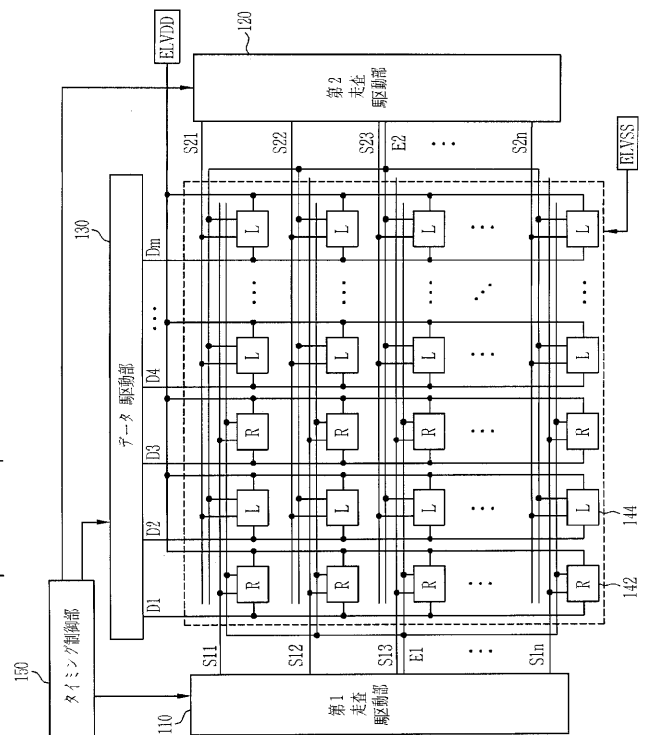 150
タイミング制御部
130
データ 駆動部
ELVDD
120
第2
走査
駆動部
110
第1
走査
駆動部
D1
D2
D3
D4
...
Dm
S11
S12
S13
E1
...
S1n
S21
S22
S23
E2
...
S2n
R L R L ... L
R L R L ... L
R L R L ... L
... ... ... ... ... ...
R L R L ... L
142
144
ELVSS